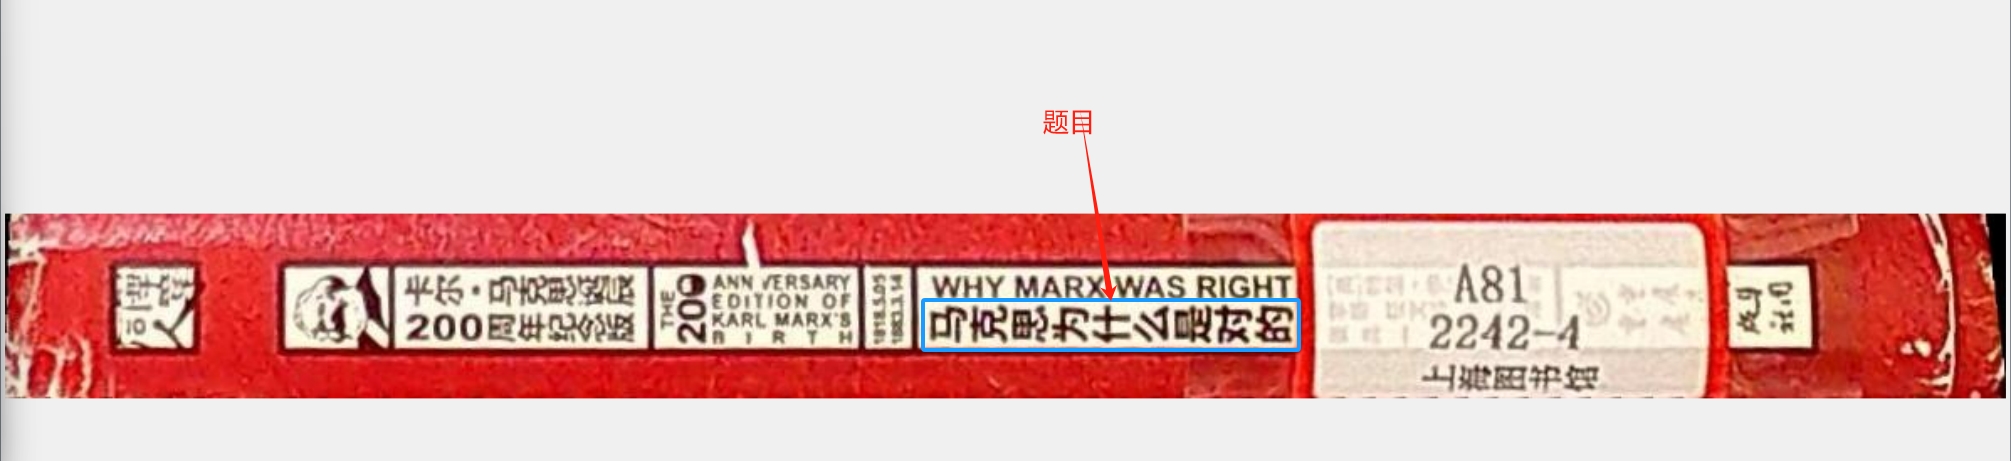 题目
卡尔·马克思诞辰
200周年纪念版
THE
200
ANNIVERSARY
EDITION OF
KARL MARX'S
BIRTH
1818.5.05
1883.3.14
WHY MARX WAS RIGHT
马克思为什么是对的
A81
2242-4
上海图书馆